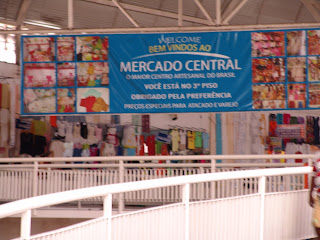 WELCOME
BEM VINDOS AO
MERCADO CENTRAL
O MAIOR CENTRO ARTESANAL DO BRASIL
VOCÊ ESTÁ NO 3º PISO
OBRIGADO PELA PREFERÊNCIA
PREÇOS ESPECIAIS PARA ATACADO E VAREJO